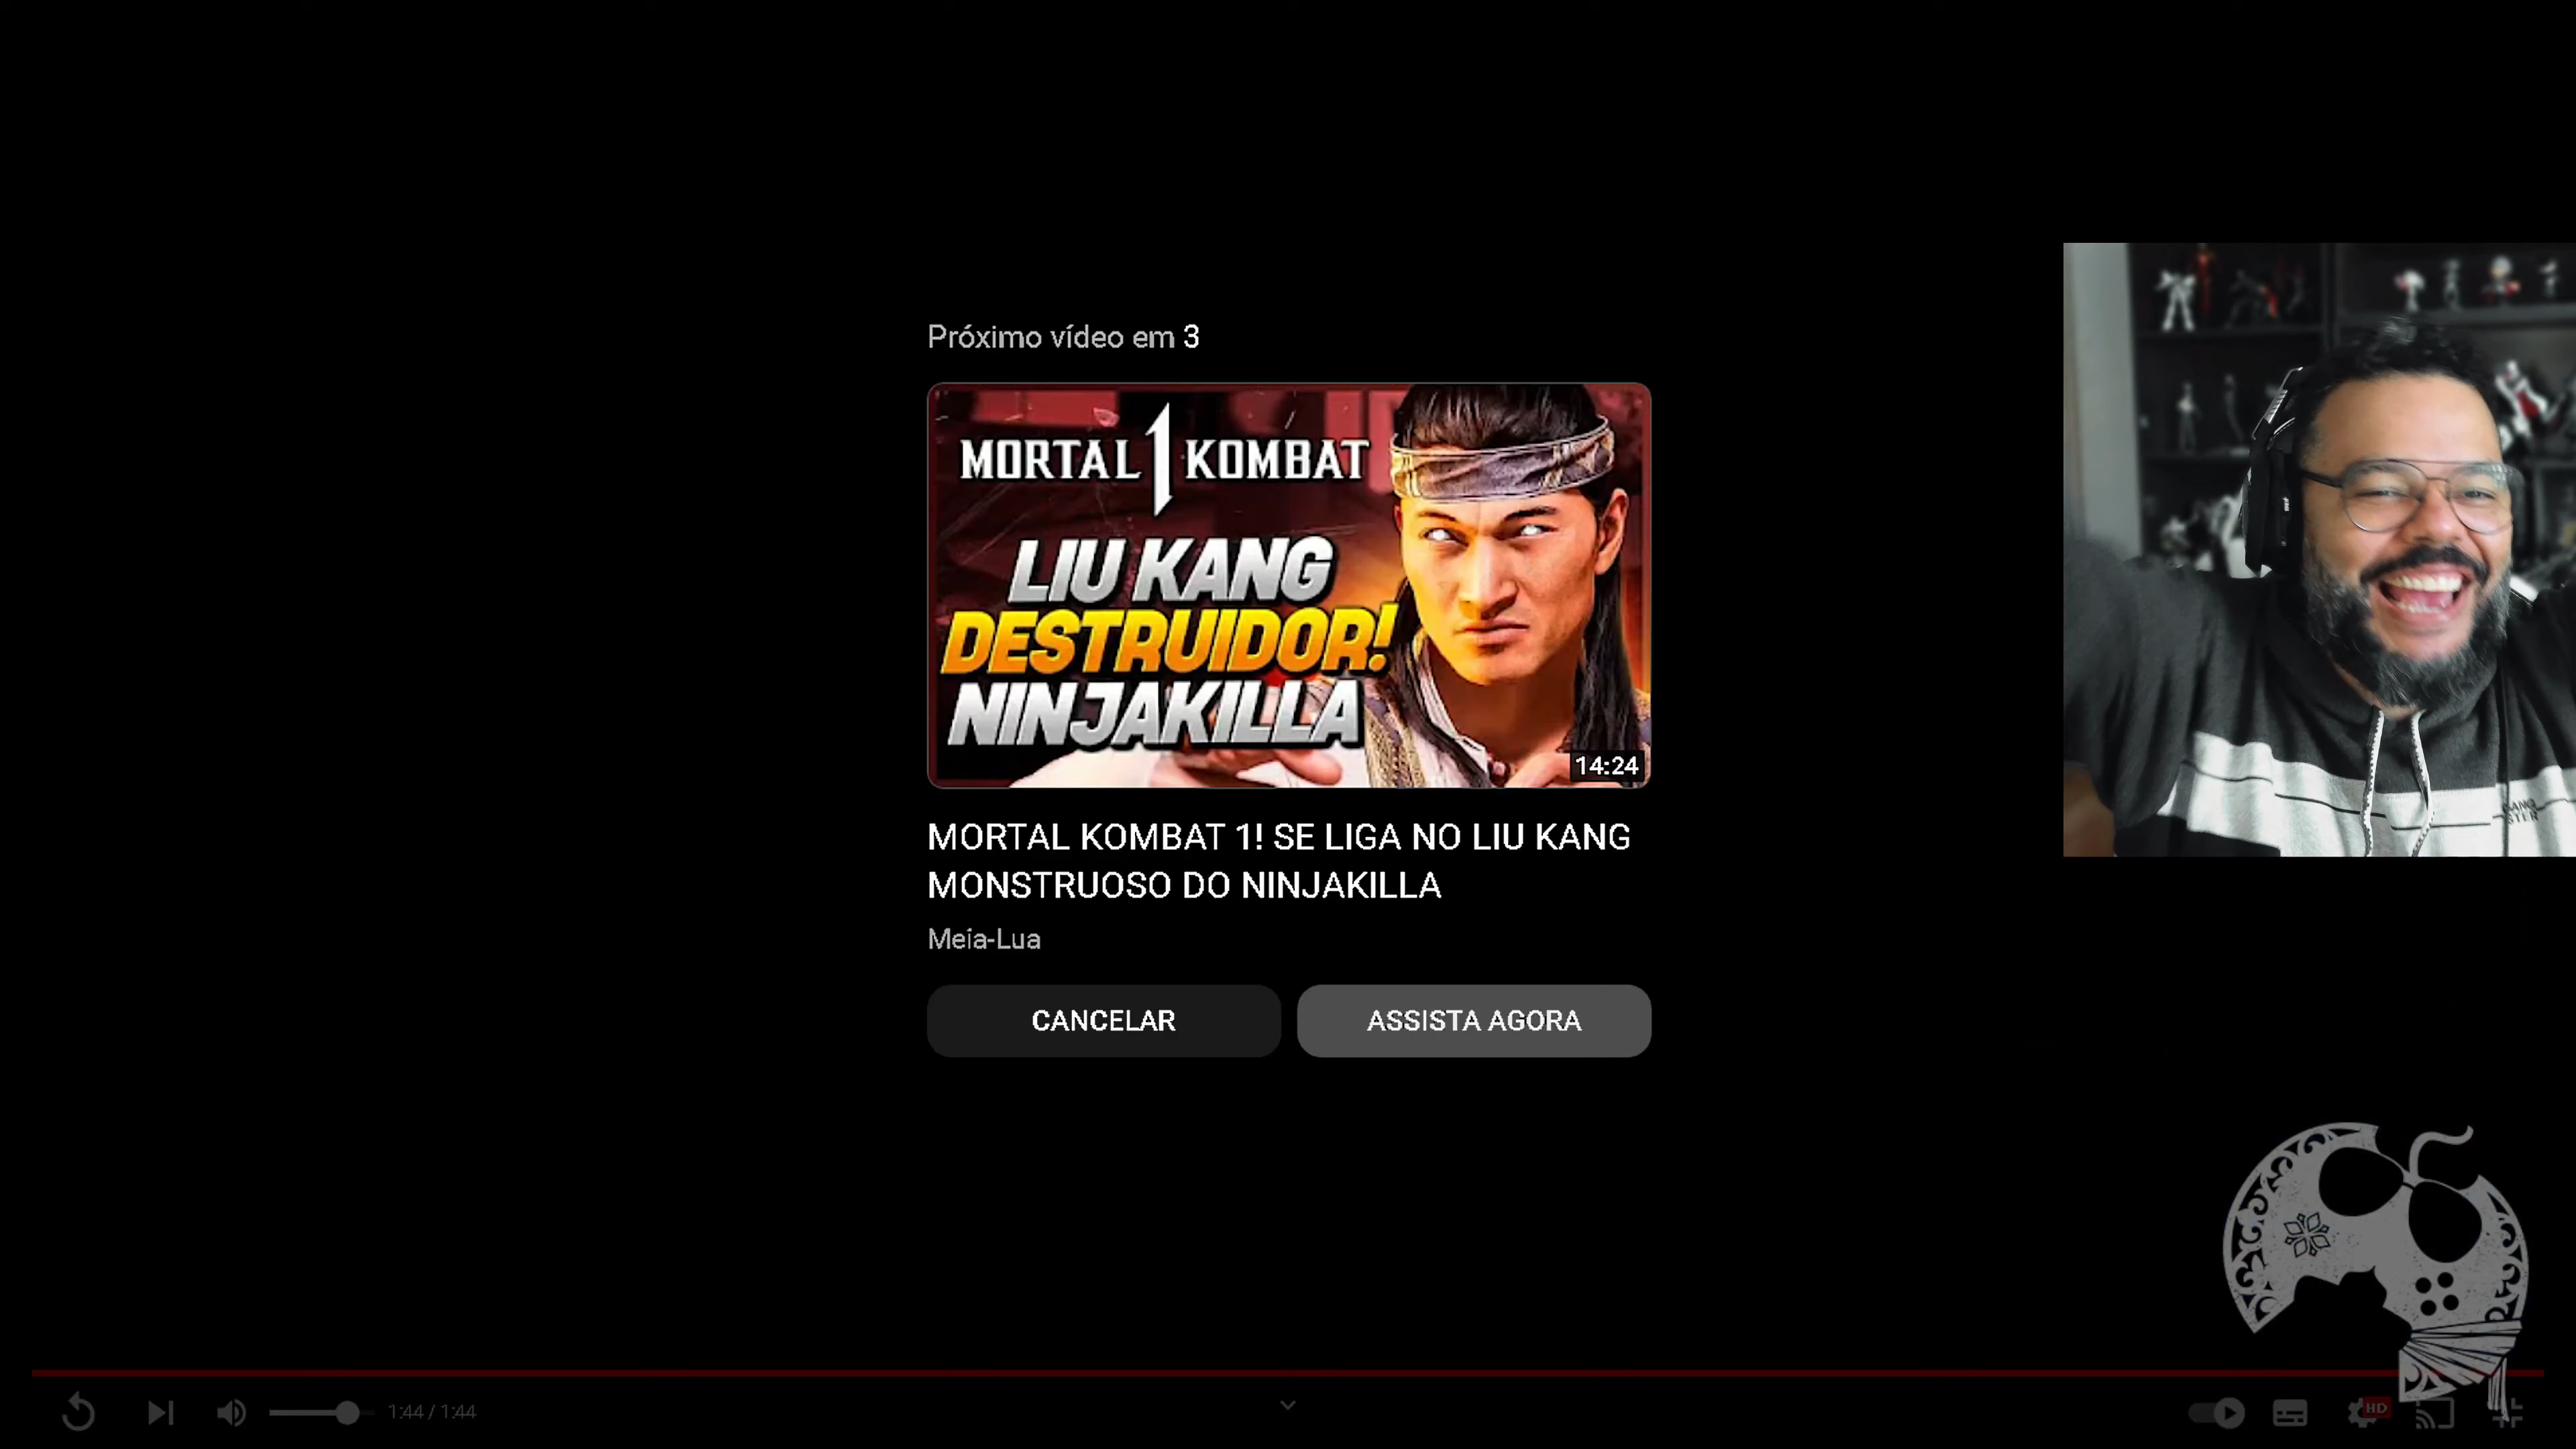 Próximo vídeo em 3
MORTAL 1 KOMBAT
LIU KANG
DESTRUIDOR!
NINJAKILLA
14:24
MORTAL KOMBAT 1! SE LIGA NO LIU KANG
MONSTRUOSO DO NINJAKILLA
Meia-Lua
CANCELAR
ASSISTA AGORA
1:44 / 1:44
HD